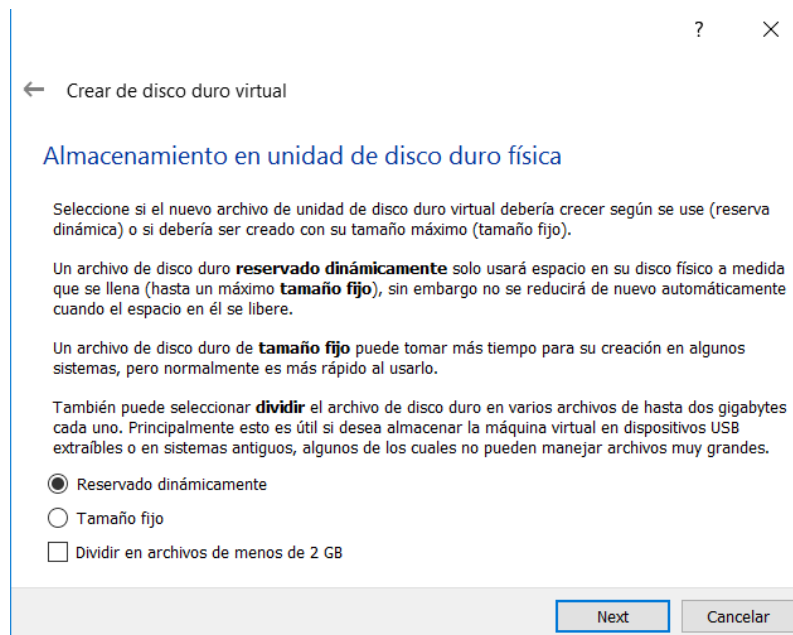 ?
Crear de disco duro virtual
Almacenamiento en unidad de disco duro física
Seleccione si el nuevo archivo de unidad de disco duro virtual debería crecer según se use (reserva
dinámica) o si debería ser creado con su tamaño máximo (tamaño fijo).
Un archivo de disco duro reservado dinámicamente solo usará espacio en su disco físico a medida
que se llena (hasta un máximo tamaño fijo), sin embargo no se reducirá de nuevo automáticamente
cuando el espacio en él se libere.
Un archivo de disco duro de tamaño fijo puede tomar más tiempo para su creación en algunos
sistemas, pero normalmente es más rápido al usarlo.
También puede seleccionar dividir el archivo de disco duro en varios archivos de hasta dos gigabytes
cada uno. Principalmente esto es útil si desea almacenar la máquina virtual en dispositivos USB
extraíbles o en sistemas antiguos, algunos de los cuales no pueden manejar archivos muy grandes.
Reservado dinámicamente
Tamaño fijo
Dividir en archivos de menos de 2 GB
Next Cancelar